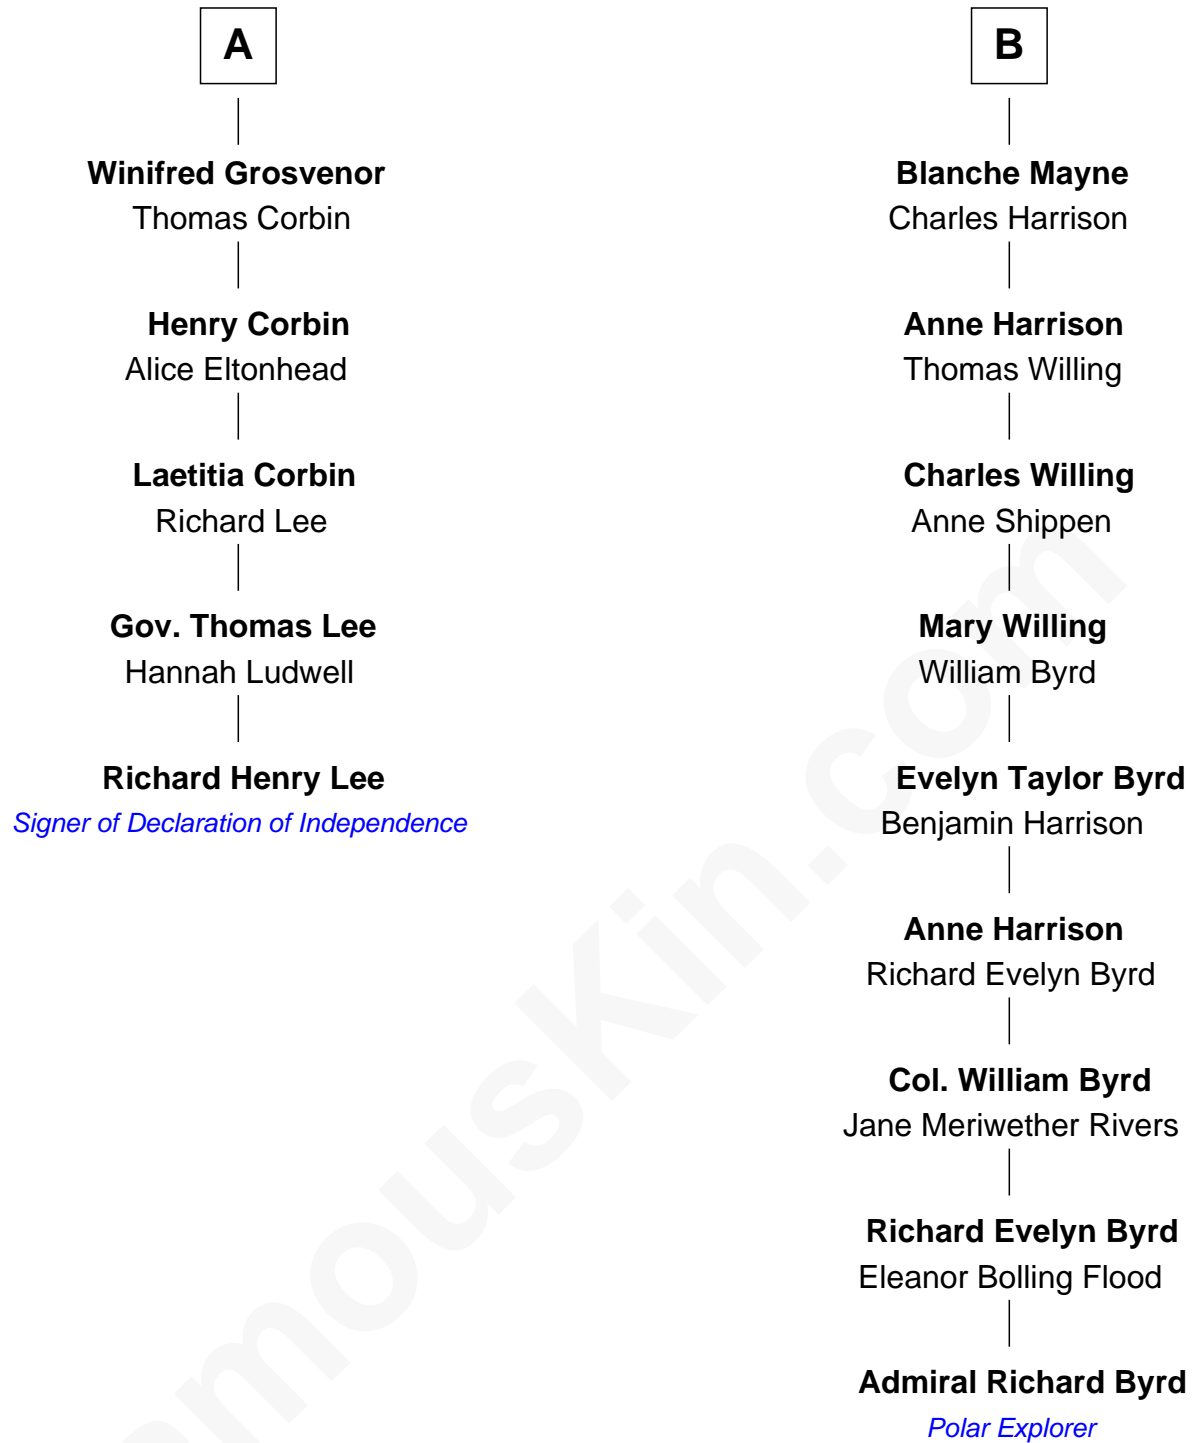 A
Winifred Grosvenor
Thomas Corbin
Henry Corbin
Alice Eltonhead
Laetitia Corbin
Richard Lee
Gov. Thomas Lee
Hannah Ludwell
Richard Henry Lee
Signer of Declaration of Independence
B
Blanche Mayne
Charles Harrison
Anne Harrison
Thomas Willing
Charles Willing
Anne Shippen
Mary Willing
William Byrd
Evelyn Taylor Byrd
Benjamin Harrison
Anne Harrison
Richard Evelyn Byrd
Col. William Byrd
Jane Meriwether Rivers
Richard Evelyn Byrd
Eleanor Bolling Flood
Admiral Richard Byrd
Polar Explorer
amousKin.com